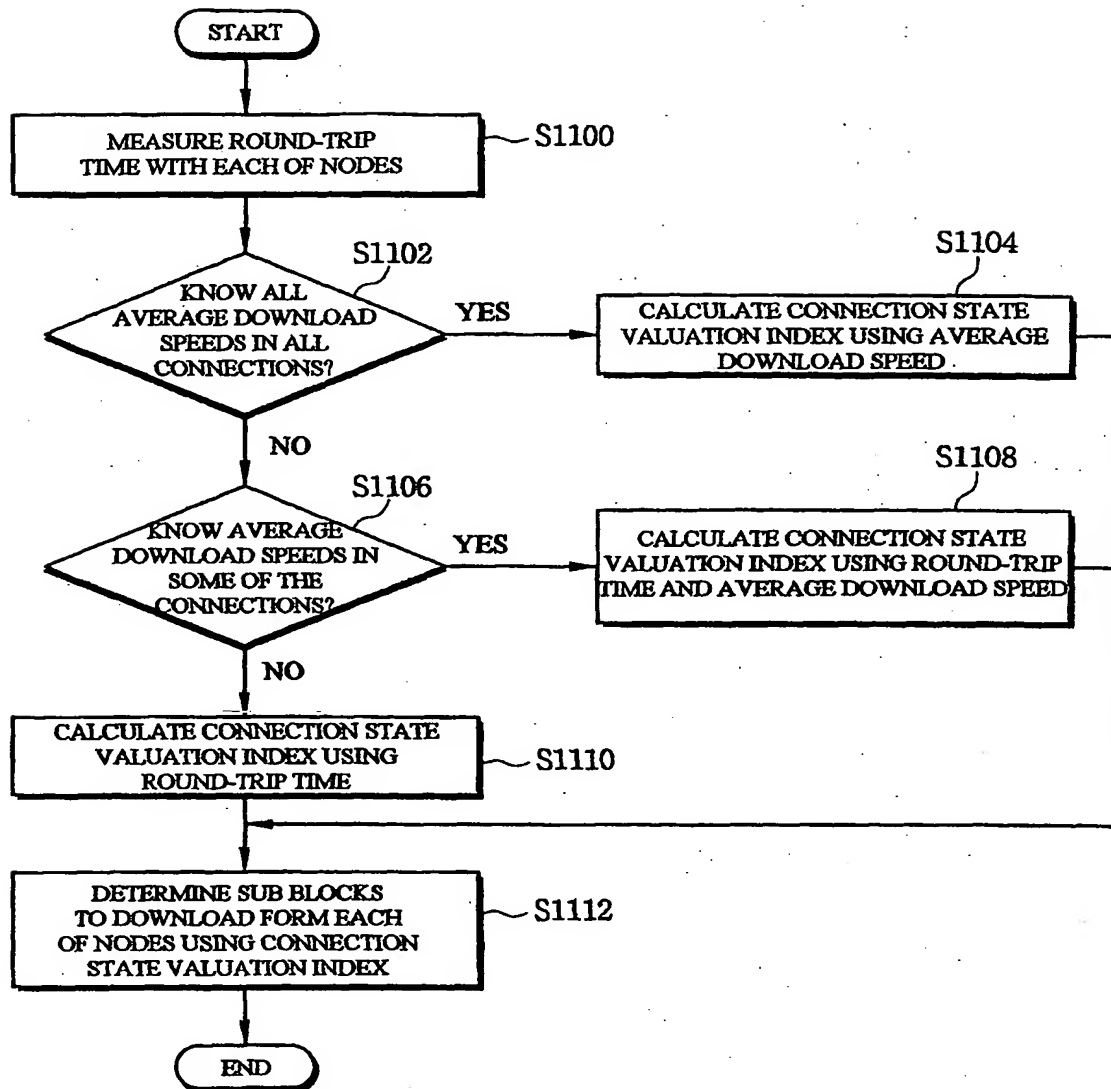 START
MEASURE ROUND-TRIP
TIME WITH EACH OF NODES
S1100
S1102
KNOW ALL
AVERAGE DOWNLOAD
SPEEDS IN ALL
CONNECTIONS?
YES
S1104
CALCULATE CONNECTION STATE
VALUATION INDEX USING AVERAGE
DOWNLOAD SPEED
NO
S1106
KNOW AVERAGE
DOWNLOAD SPEEDS IN
SOME OF THE
CONNECTIONS?
YES
S1108
CALCULATE CONNECTION STATE
VALUATION INDEX USING ROUND-TRIP
TIME AND AVERAGE DOWNLOAD SPEED
NO
CALCULATE CONNECTION STATE
VALUATION INDEX USING
ROUND-TRIP TIME
S1110
DETERMINE SUB BLOCKS
TO DOWNLOAD FORM EACH
OF NODES USING CONNECTION
STATE VALUATION INDEX
S1112
END